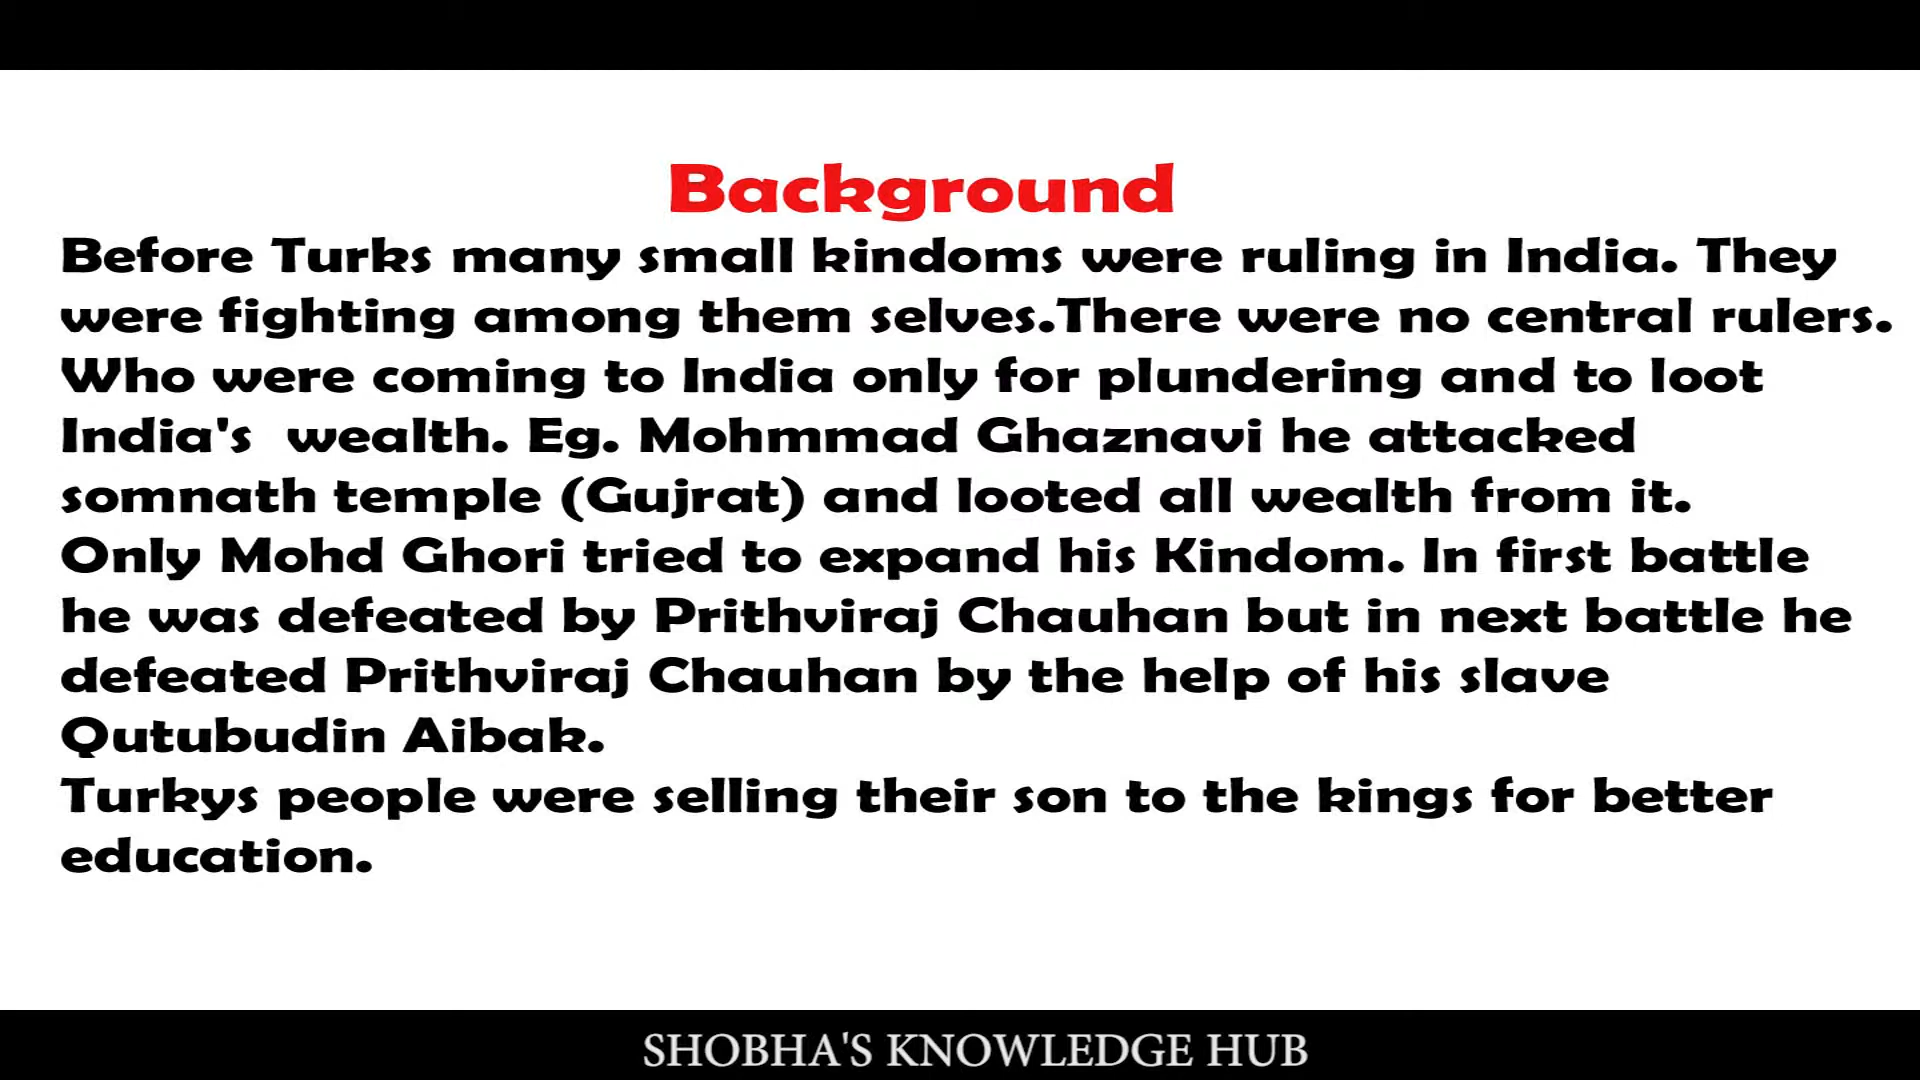 Background
Before Turks many small kindoms were ruling in India. They
were fighting among them selves.There were no central rulers.
Who were coming to India only for plundering and to loot
India's  wealth. Eg. Mohmmad Ghaznavi he attacked
somnath temple (Gujrat) and looted all wealth from it.
Only Mohd Ghori tried to expand his Kindom. In first battle
he was defeated by Prithviraj Chauhan but in next battle he
defeated Prithviraj Chauhan by the help of his slave
Qutubudin Aibak.
Turkys people were selling their son to the kings for better
education.
SHOBHA'S KNOWLEDGE HUB